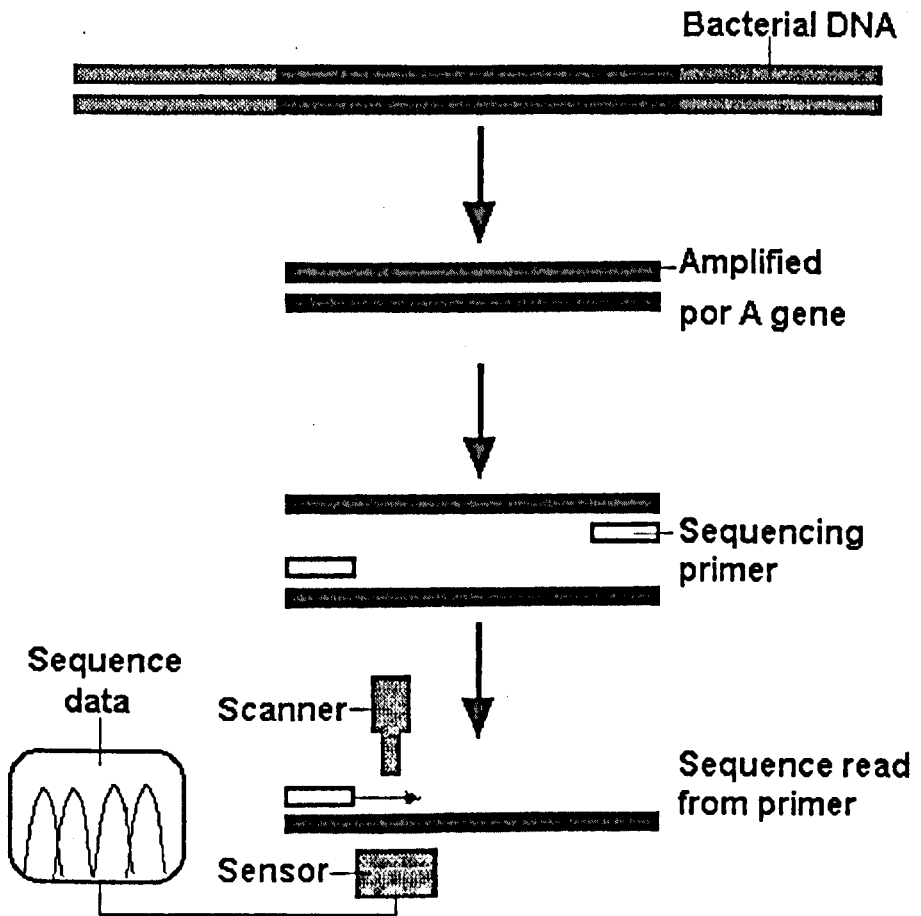 Bacterial DNA
Amplified
por A gene
Sequencing
primer
Sequence
data
Scanner
Sequence read
from primer
Sensor